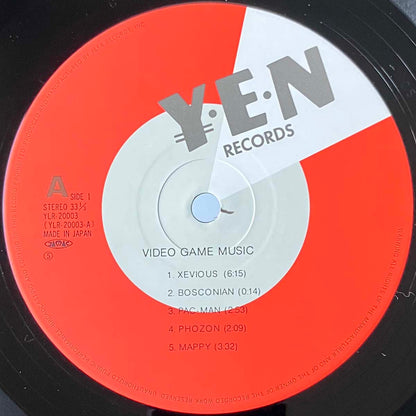 Y·E·N
RECORDS
A SIDE 1
STEREO 33⅓
YLR-20003
(YLR-20003-A)
MADE IN JAPAN
JASRAC
Ⓢ
VIDEO GAME MUSIC
1. XEVIOUS (6:15)
2. BOSCONIAN (0:14)
3. PAC-MAN (2:53)
4. PHOZON (2:09)
5. MAPPY (3:32)